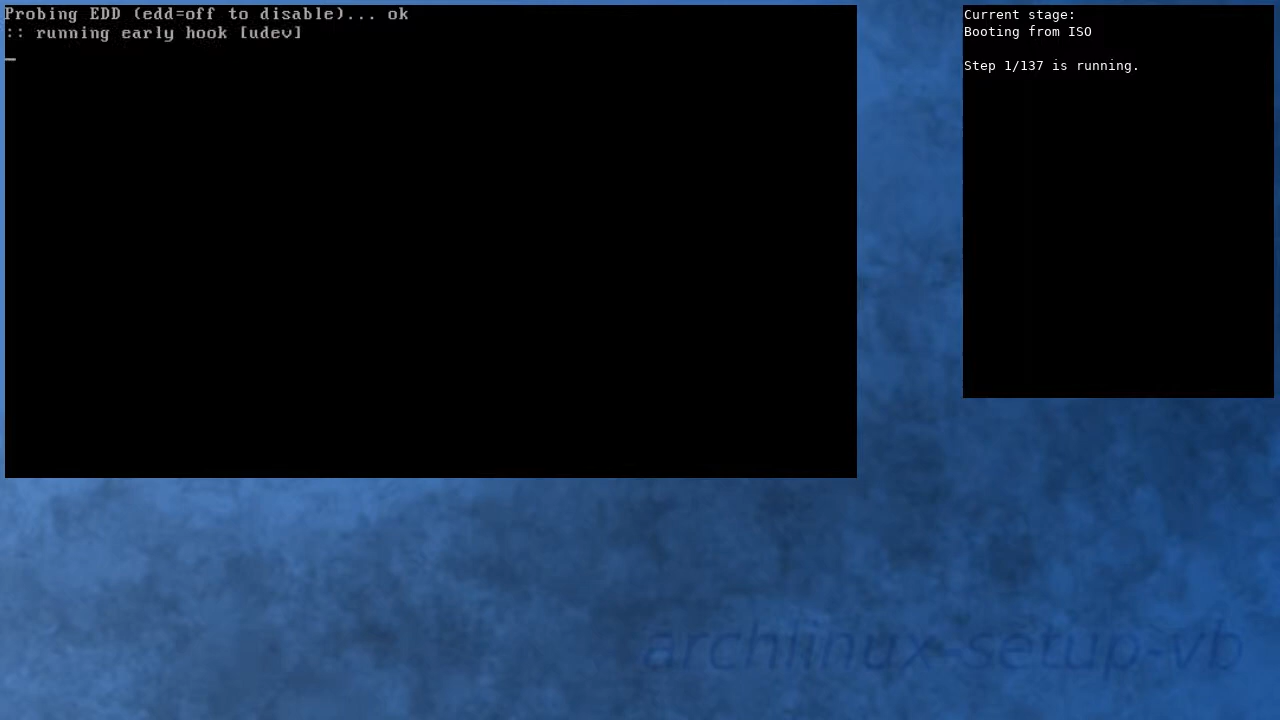 Probing EDD (edd=off to disable)... ok
:: running early hook [udev]
Current stage:
Booting from ISO
Step 1/137 is running.
archlinux-setup-vb